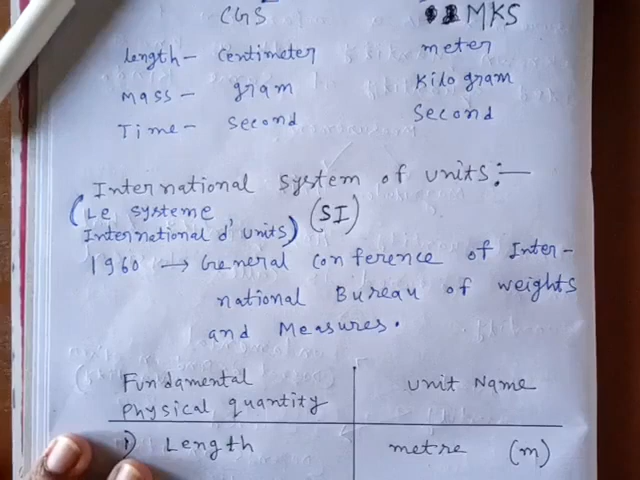 CGS MKS
Length - centimeter meter
Mass - gram Kilo gram
Time - second Second
International system of units:-
(Le systeme (SI)
International d' units)
1960 → General conference of Inter-
national Bureau of weights
and Measures.
Fundamental Unit Name
Physical quantity
1) Length metre (m)